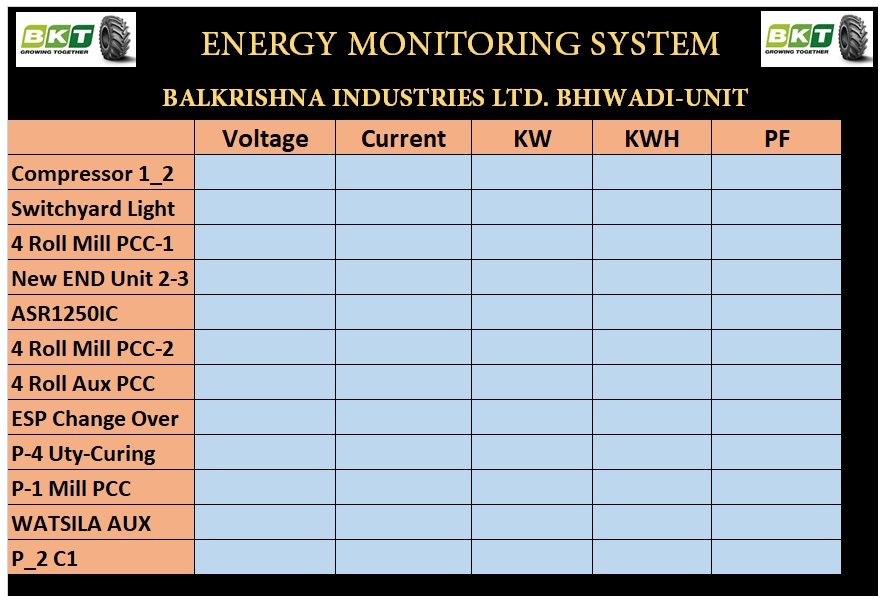 BKT
GROWING TOGETHER
ENERGY MONITORING SYSTEM
BKT
GROWING TOGETHER
BALKRISHNA INDUSTRIES LTD. BHIWADI-UNIT
Voltage Current KW KWH PF
Compressor 1_2
Switchyard Light
4 Roll Mill PCC-1
New END Unit 2-3
ASR1250IC
4 Roll Mill PCC-2
4 Roll Aux PCC
ESP Change Over
P-4 Uty-Curing
P-1 Mill PCC
WATSILA AUX
P_2 C1